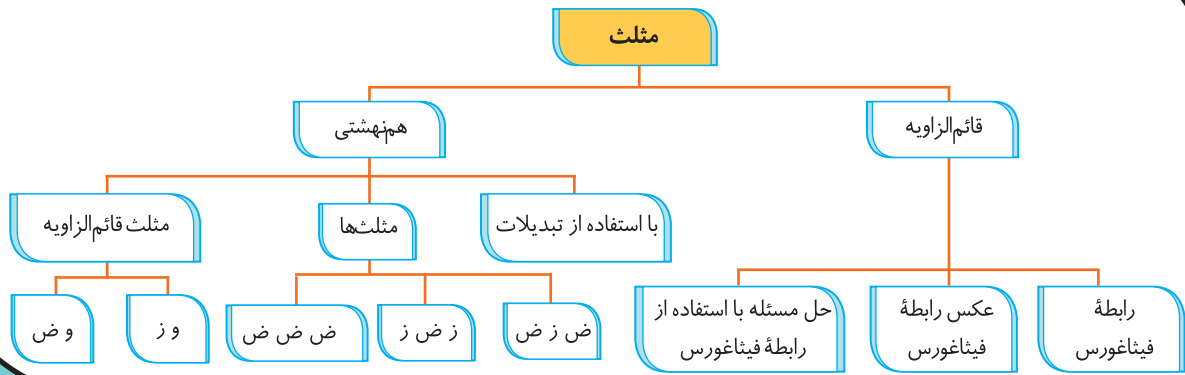 مثلث
قائم‌الزاویه
هم‌نهشتی
با استفاده از تبدیلات
مثلث‌ها
مثلث قائم‌الزاویه
رابطهٔ
فیثاغورس
عکس رابطهٔ
فیثاغورس
حل مسئله با استفاده از
رابطهٔ فیثاغورس
ض ز ض
ز ض ز
ض ض ض
و ز
و ض